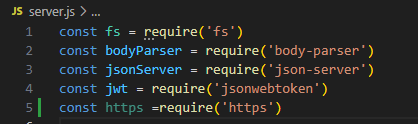 JS server.js > ...
1 const fs = require('fs')
2 const bodyParser = require('body-parser')
3 const jsonServer = require('json-server')
4 const jwt = require('jsonwebtoken')
5 const https =require('https')